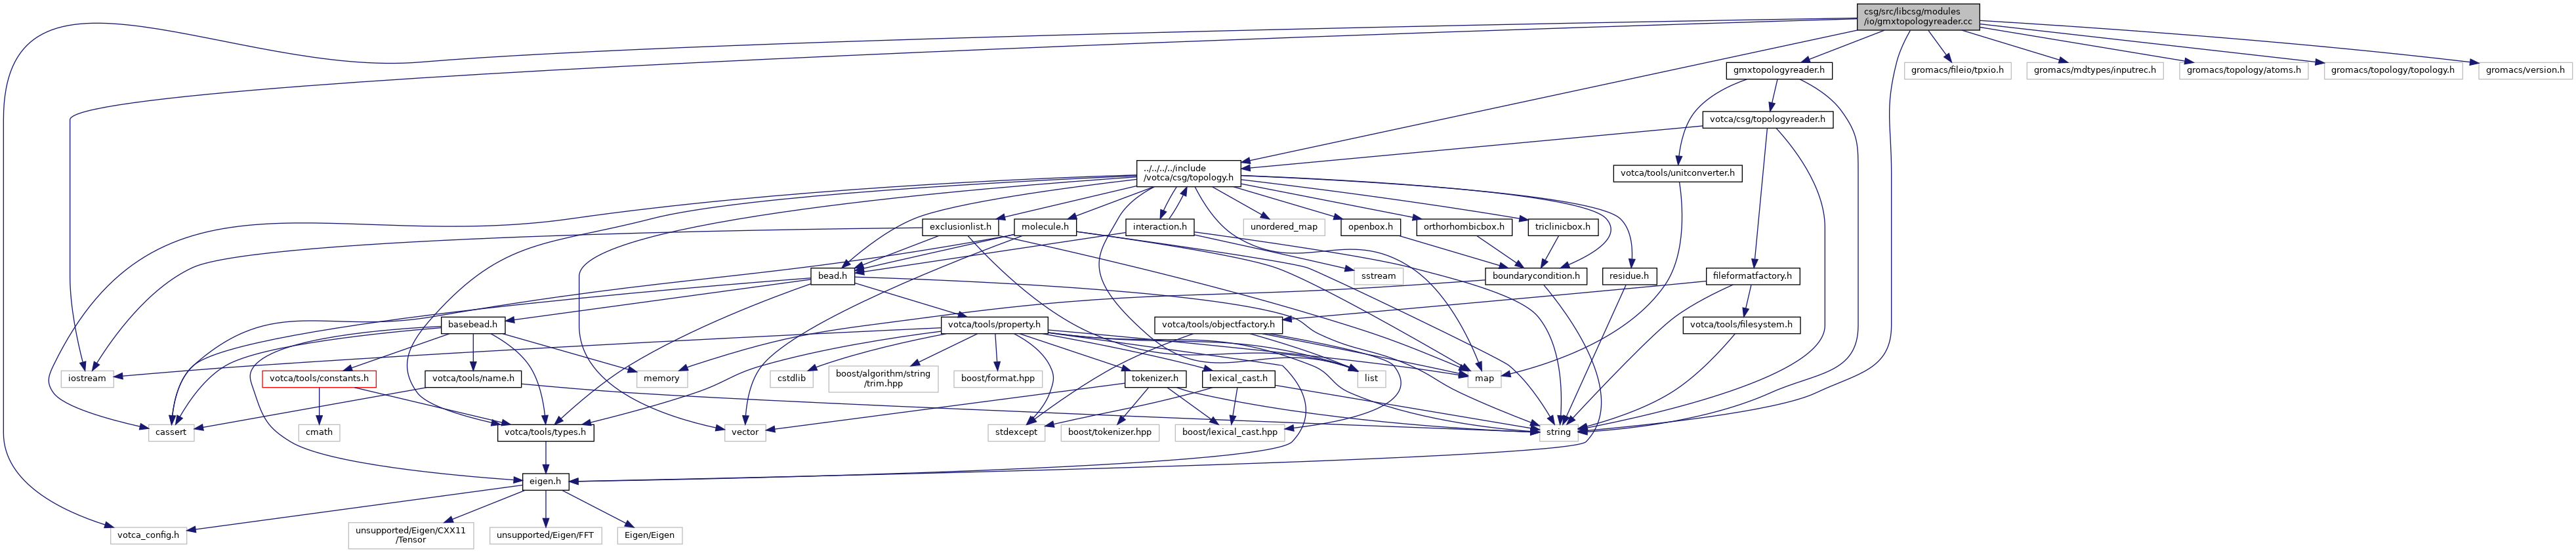 csg/src/libcsg/modules
/io/gmxtopologyreader.cc
gmxtopologyreader.h
gromacs/fileio/tpxio.h
gromacs/mdtypes/inputrec.h
gromacs/topology/atoms.h
gromacs/topology/topology.h
gromacs/version.h
votca/csg/topologyreader.h
../../../../include
/votca/csg/topology.h
votca/tools/unitconverter.h
exclusionlist.h
molecule.h
interaction.h
unordered_map
openbox.h
orthorhombicbox.h
triclinicbox.h
bead.h
sstream
boundarycondition.h
residue.h
fileformatfactory.h
basebead.h
votca/tools/property.h
votca/tools/objectfactory.h
votca/tools/filesystem.h
iostream
votca/tools/constants.h
votca/tools/name.h
memory
cstdlib
boost/algorithm/string
/trim.hpp
boost/format.hpp
tokenizer.h
lexical_cast.h
list
map
cassert
cmath
votca/tools/types.h
vector
stdexcept
boost/tokenizer.hpp
boost/lexical_cast.hpp
string
eigen.h
votca_config.h
unsupported/Eigen/CXX11
/Tensor
unsupported/Eigen/FFT
Eigen/Eigen